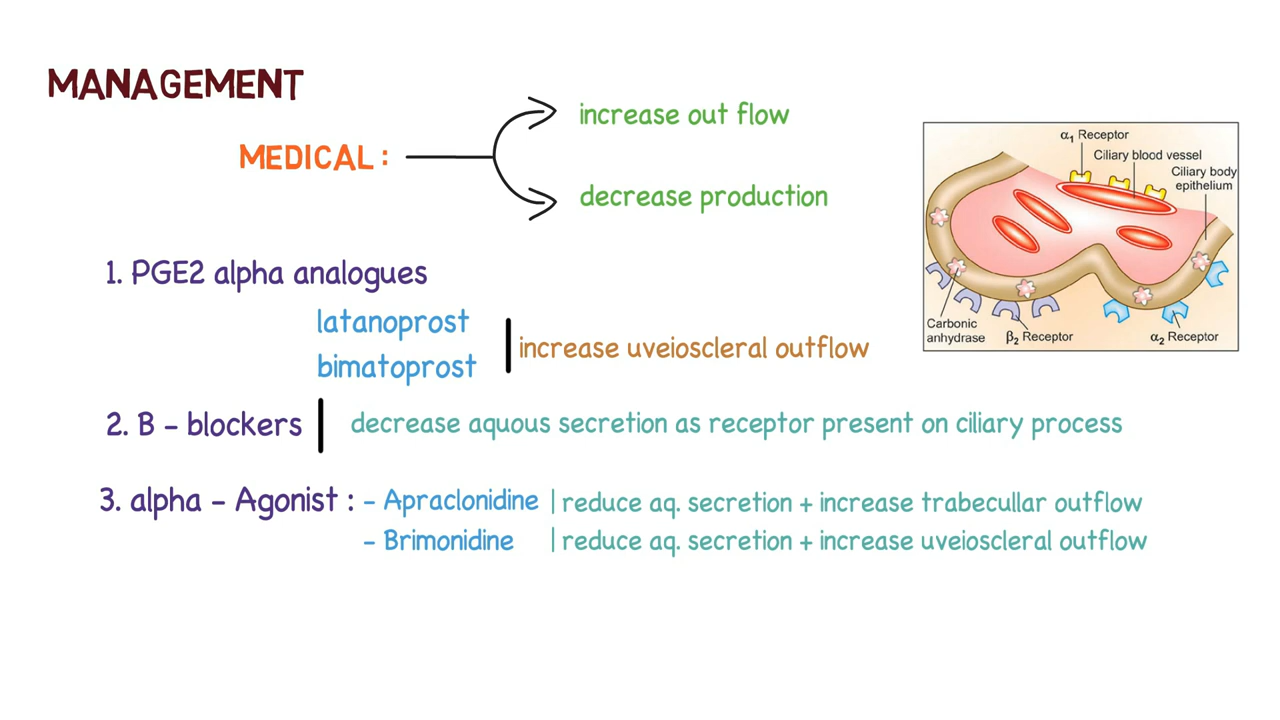 MANAGEMENT
MEDICAL :
increase out flow
decrease production
α1 Receptor
Ciliary blood vessel
Ciliary body
epithelium
Carbonic
anhydrase
β2 Receptor
α2 Receptor
1. PGE2 alpha analogues
latanoprost
bimatoprost
increase uveioscleral outflow
2. B – blockers
decrease aquous secretion as receptor present on ciliary process
3. alpha – Agonist : – Apraclonidine | reduce aq. secretion + increase trabecullar outflow
– Brimonidine | reduce aq. secretion + increase uveioscleral outflow